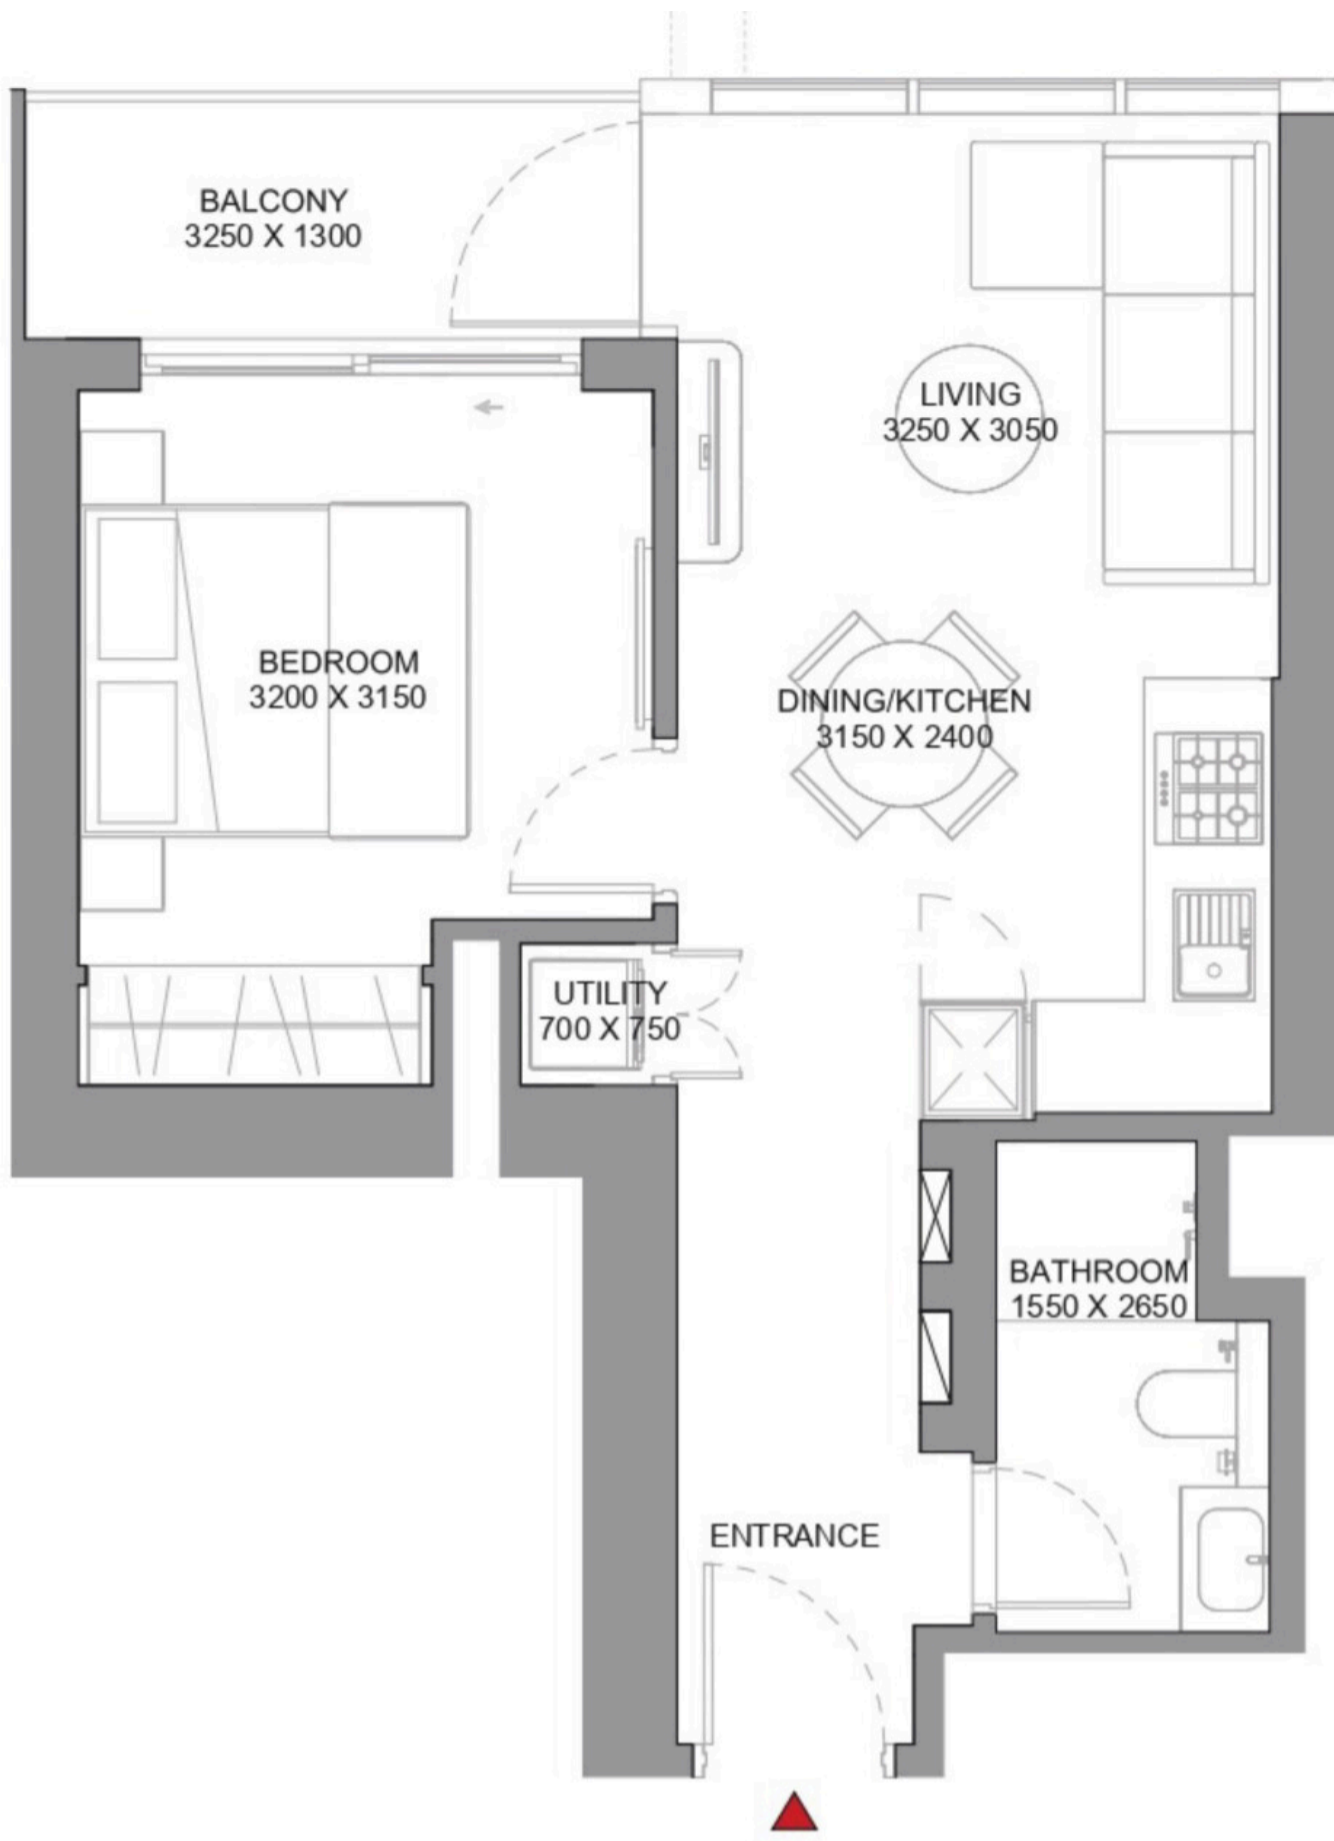 BALCONY
3250 X 1300
LIVING
3250 X 3050
BEDROOM
3200 X 3150
DINING/KITCHEN
3150 X 2400
UTILITY
700 X 750
BATHROOM
1550 X 2650
ENTRANCE